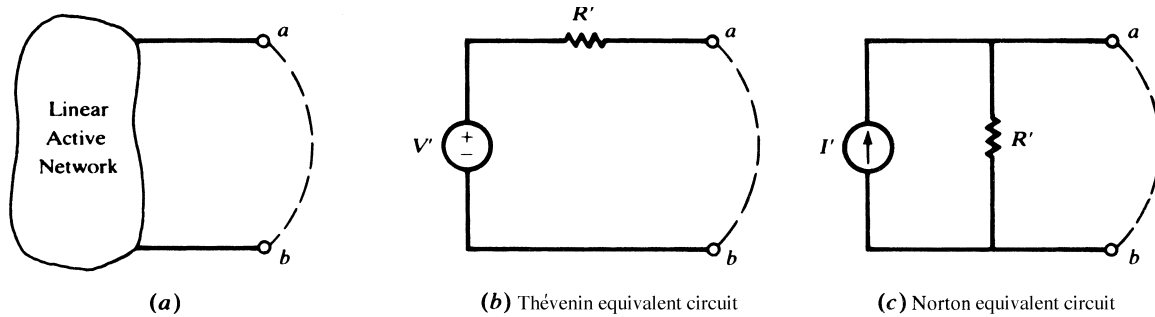 Linear
Active
Network
a
b
(a)
R'
V'
+
−
a
b
(b) Thévenin equivalent circuit
I'
R'
a
b
(c) Norton equivalent circuit